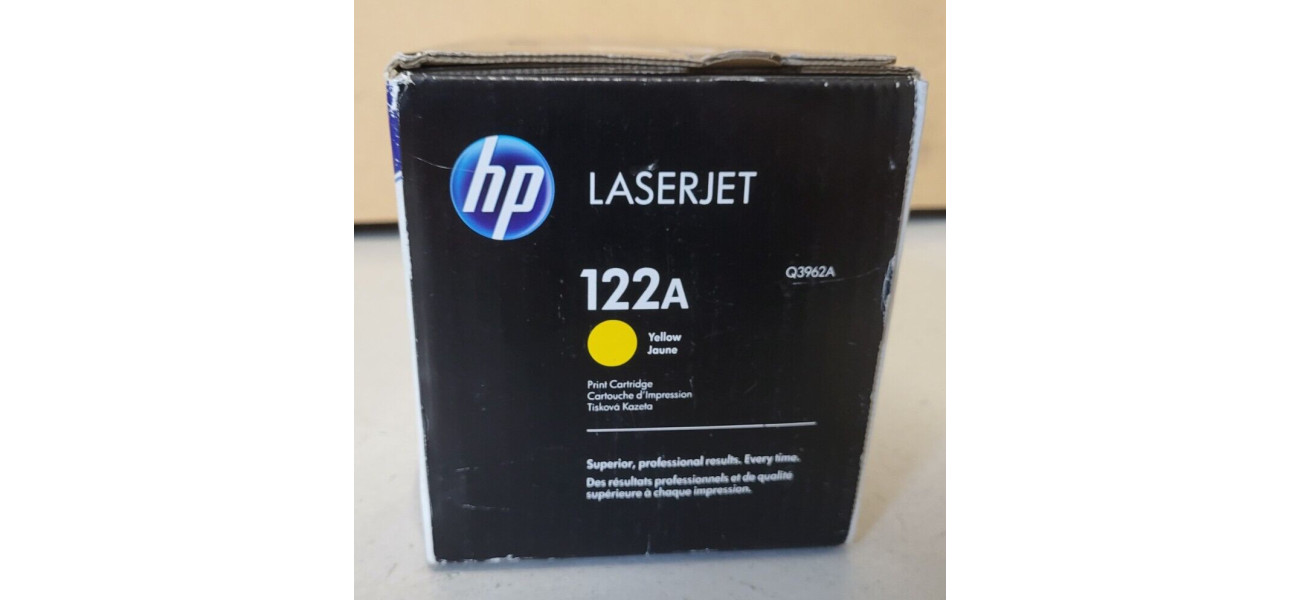 hp
LASERJET
122A
Q3962A
Yellow
Jaune
Print Cartridge
Cartouche d'Impression
Tisková Kazeta
Superior, professional results. Every time.
Des résultats professionnels et de qualité
supérieure à chaque impression.